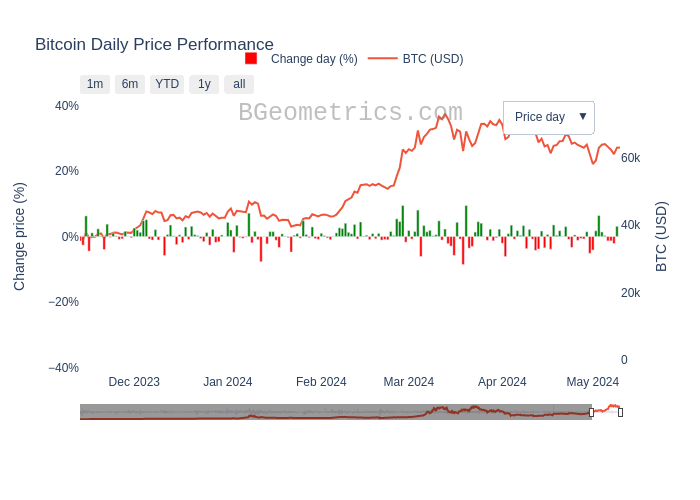 Bitcoin Daily Price Performance
Change day (%)
BTC (USD)
1m
6m
YTD
1y
all
BGeometrics.com
Price day ▼
Change price (%)
40%
20%
0%
−20%
−40%
60k
40k
20k
0
BTC (USD)
Dec 2023
Jan 2024
Feb 2024
Mar 2024
Apr 2024
May 2024